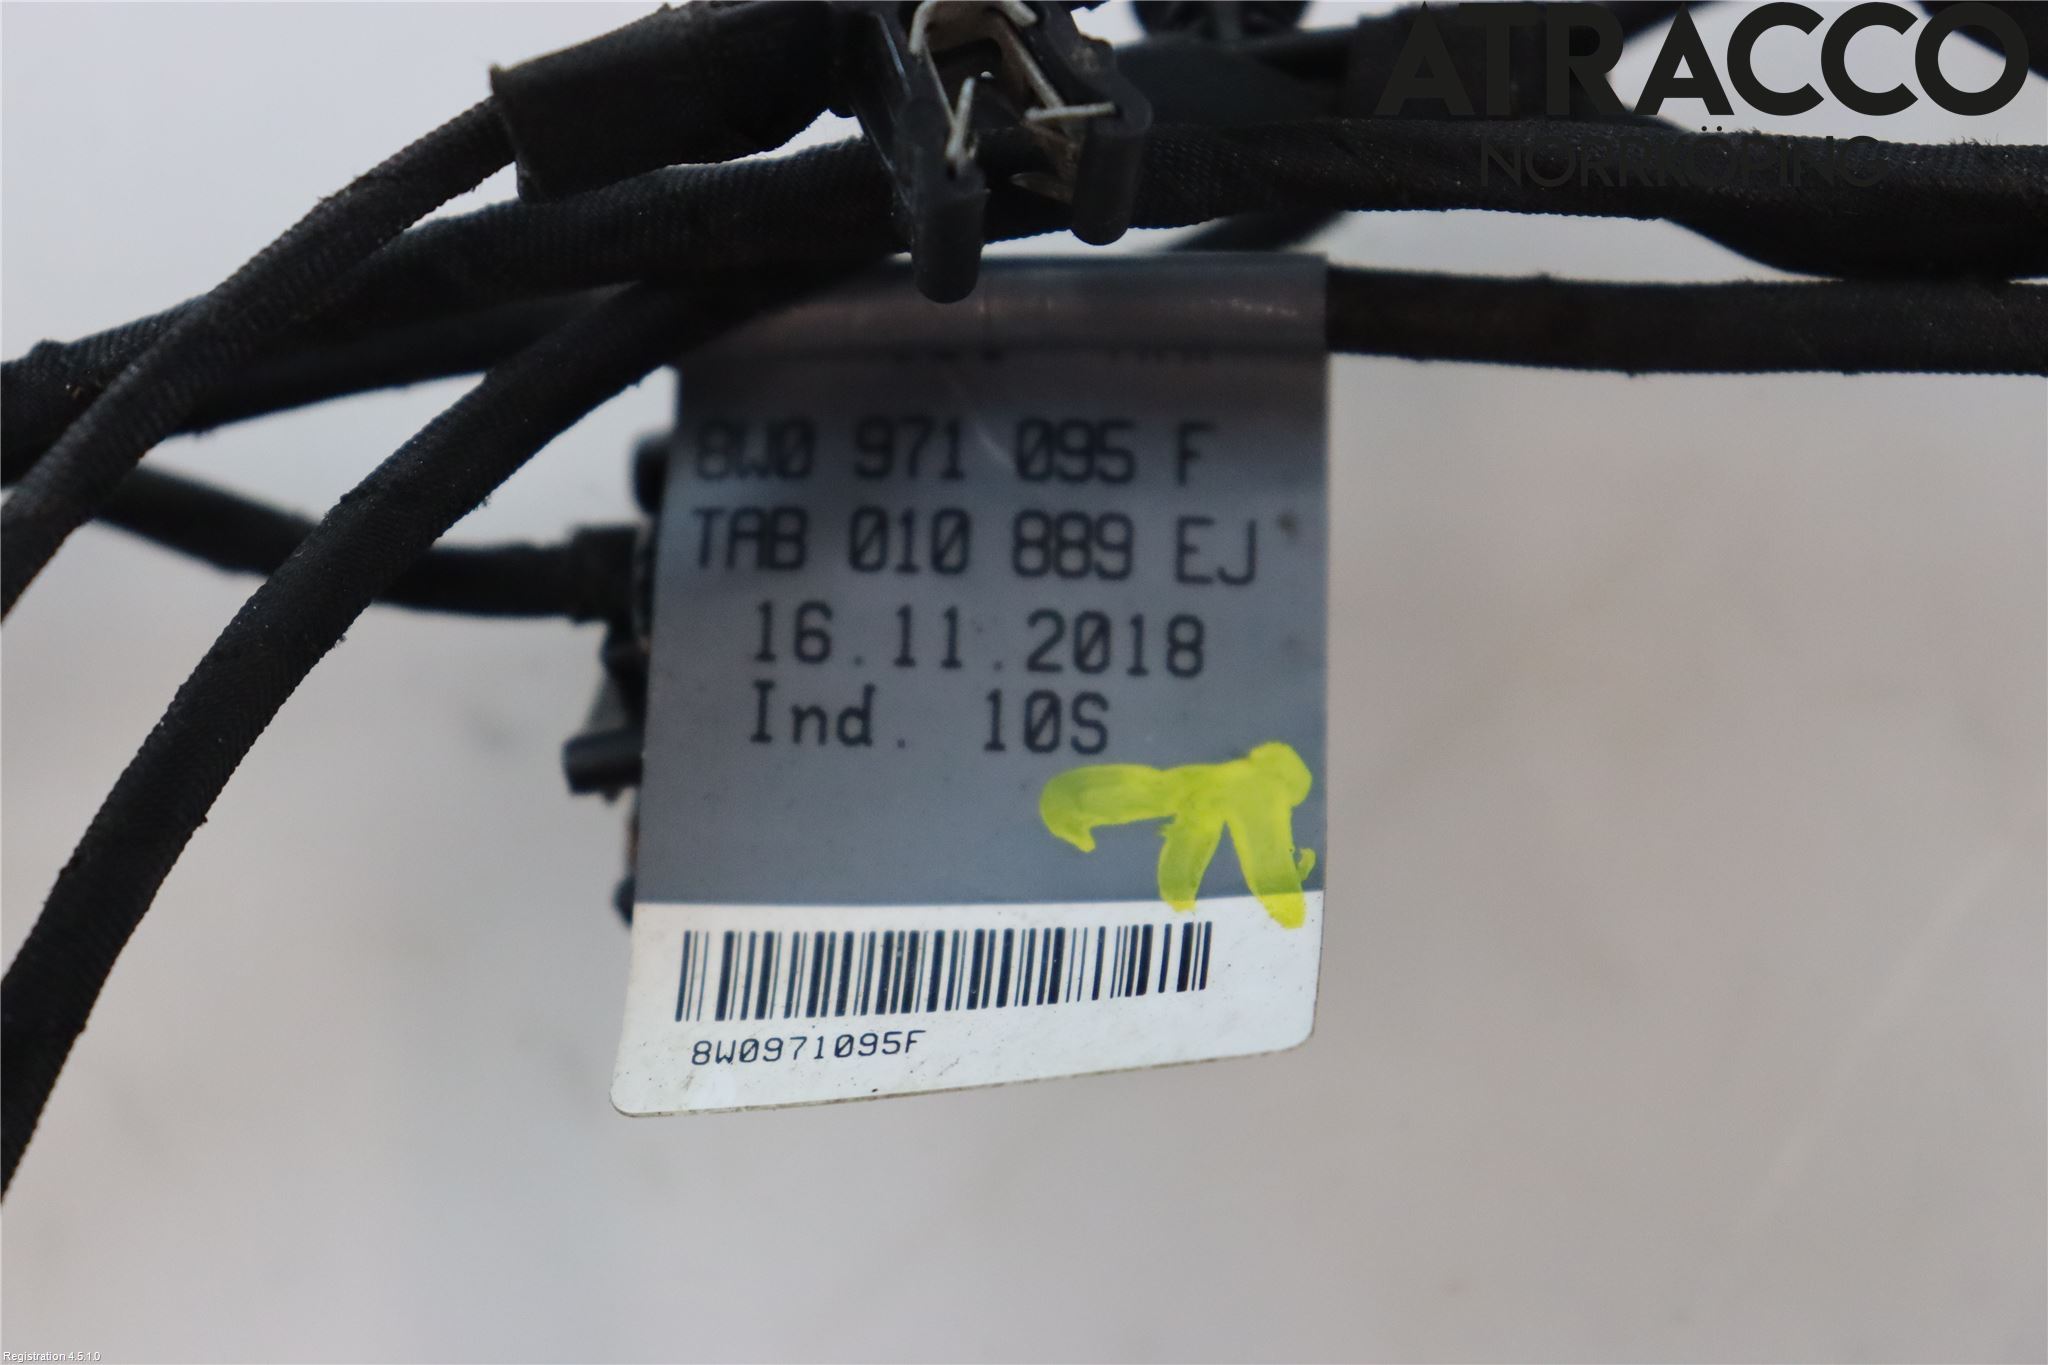 ATRACCO
NORRKÖPING
8W0 971 095 F
TAB 010 889 EJ
16.11.2018
Ind. 10S
8W0971095F
Registration 4.5.1.0